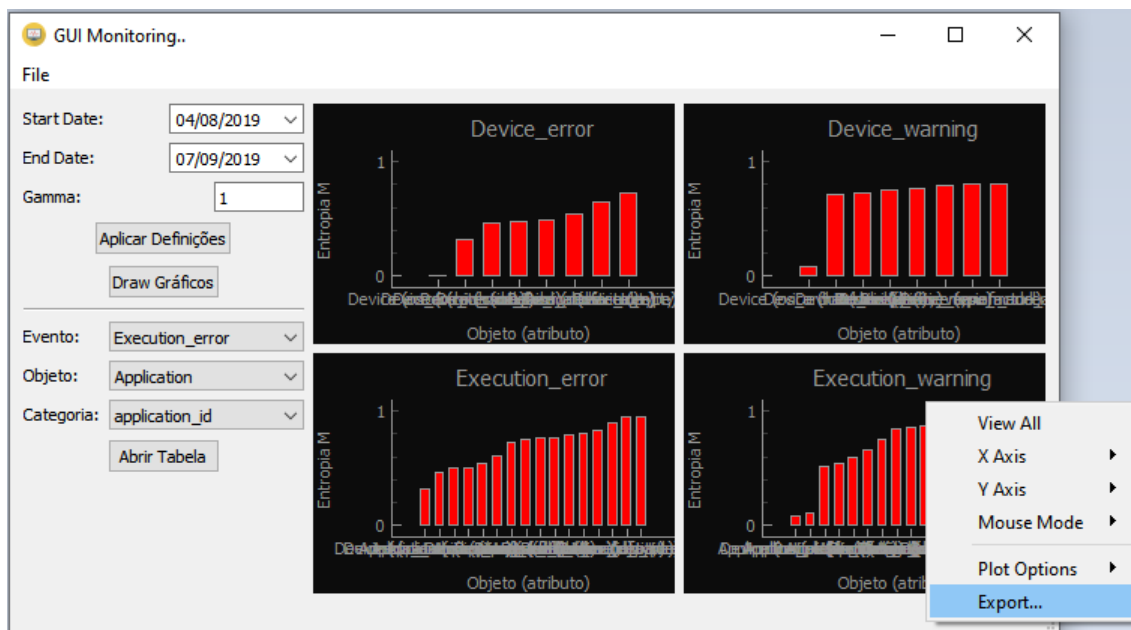 GUI Monitoring..
File
Start Date:
04/08/2019
End Date:
07/09/2019
Gamma:
1
Aplicar Definições
Draw Gráficos
Evento:
Execution_error
Objeto:
Application
Categoria:
application_id
Abrir Tabela
Device_error
1
Entropia M
0
Objeto (atributo)
Device_warning
1
Entropia M
0
Objeto (atributo)
Execution_error
1
Entropia M
0
Objeto (atributo)
Execution_warning
1
Entropia M
0
Objeto
View All
X Axis
Y Axis
Mouse Mode
Plot Options
Export...